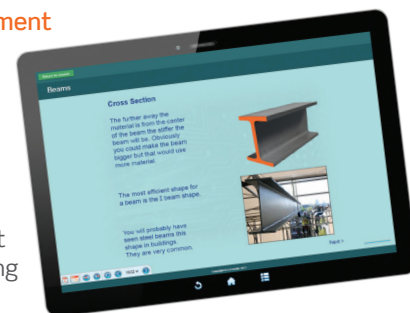 ment
Beams
Cross Section
The further away the
material is from the center
of the beam the stiffer the
beam will be. Obviously
you could make the beam
bigger but that would use
more material.
The most efficient shape for
a beam is the I beam shape.
You will probably have
seen steel beams this
shape in buildings.
They are very common.
Next >
t
ng